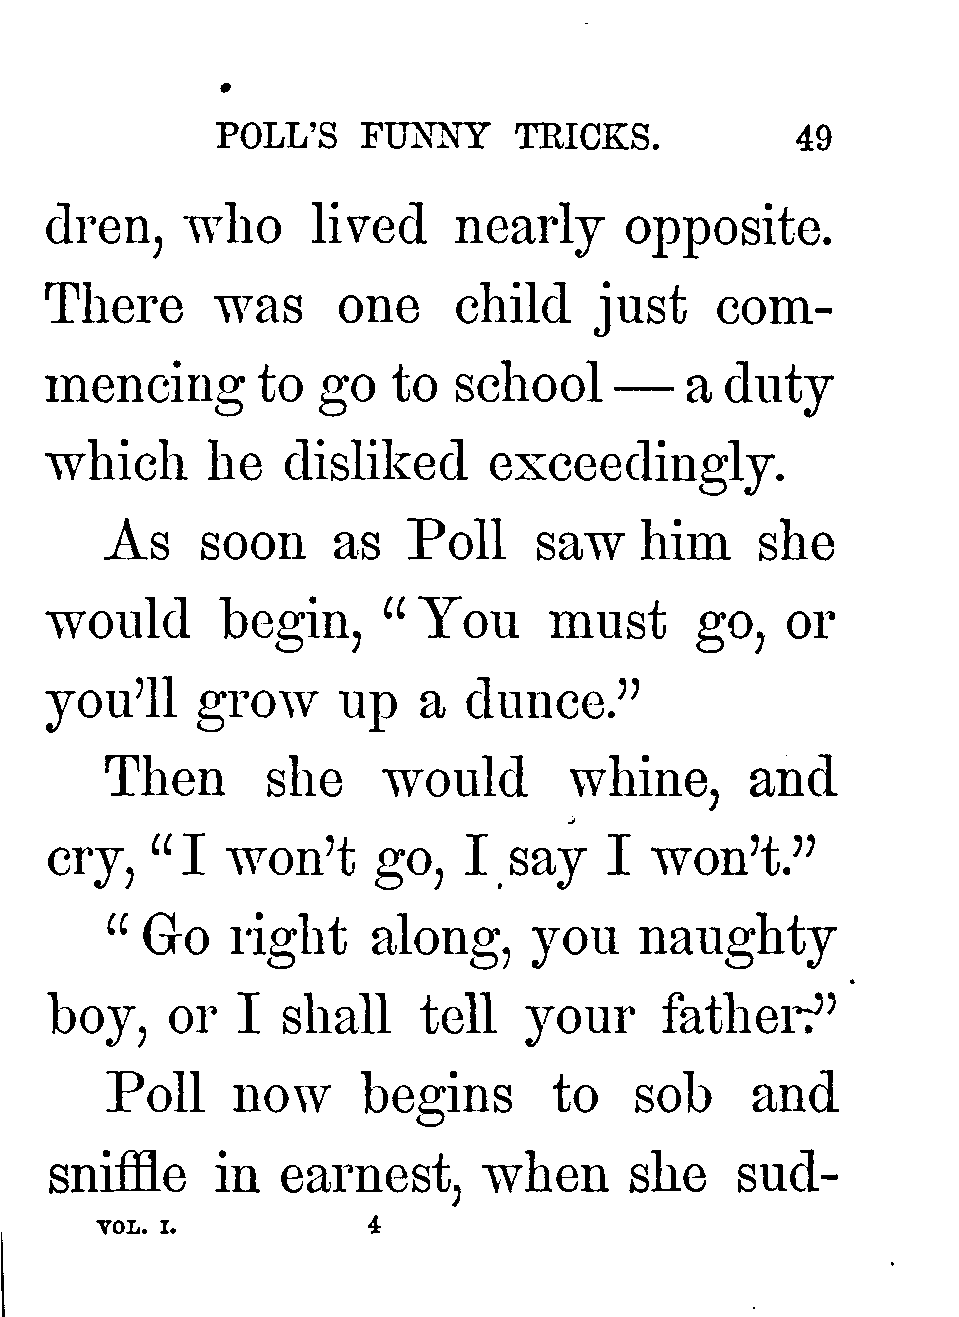 POLL'S FUNNY TRICKS. 49
dren, who lived nearly opposite.
There was one child just com-
mencing to go to school — a duty
which he disliked exceedingly.
As soon as Poll saw him she
would begin, "You must go, or
you'll grow up a dunce."
Then she would whine, and
cry, "I won't go, I say I won't."
"Go right along, you naughty
boy, or I shall tell your father."
Poll now begins to sob and
sniffle in earnest, when she sud-
VOL. I. 4